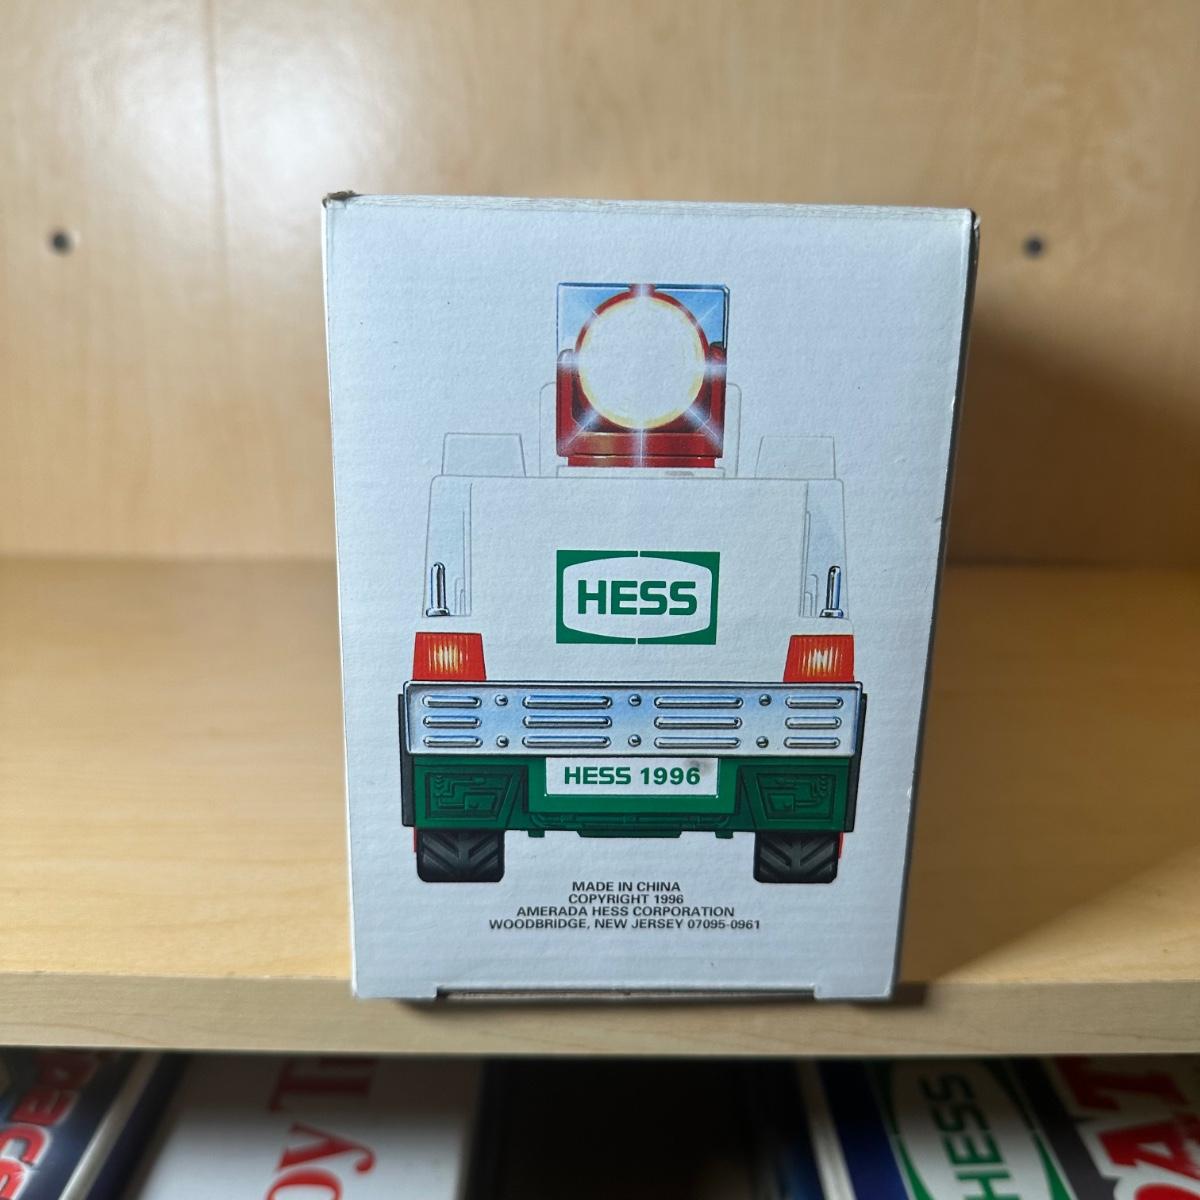 HESS
HESS 1996
MADE IN CHINA
COPYRIGHT 1996
AMERADA HESS CORPORATION
WOODBRIDGE, NEW JERSEY 07095-0961
HESS